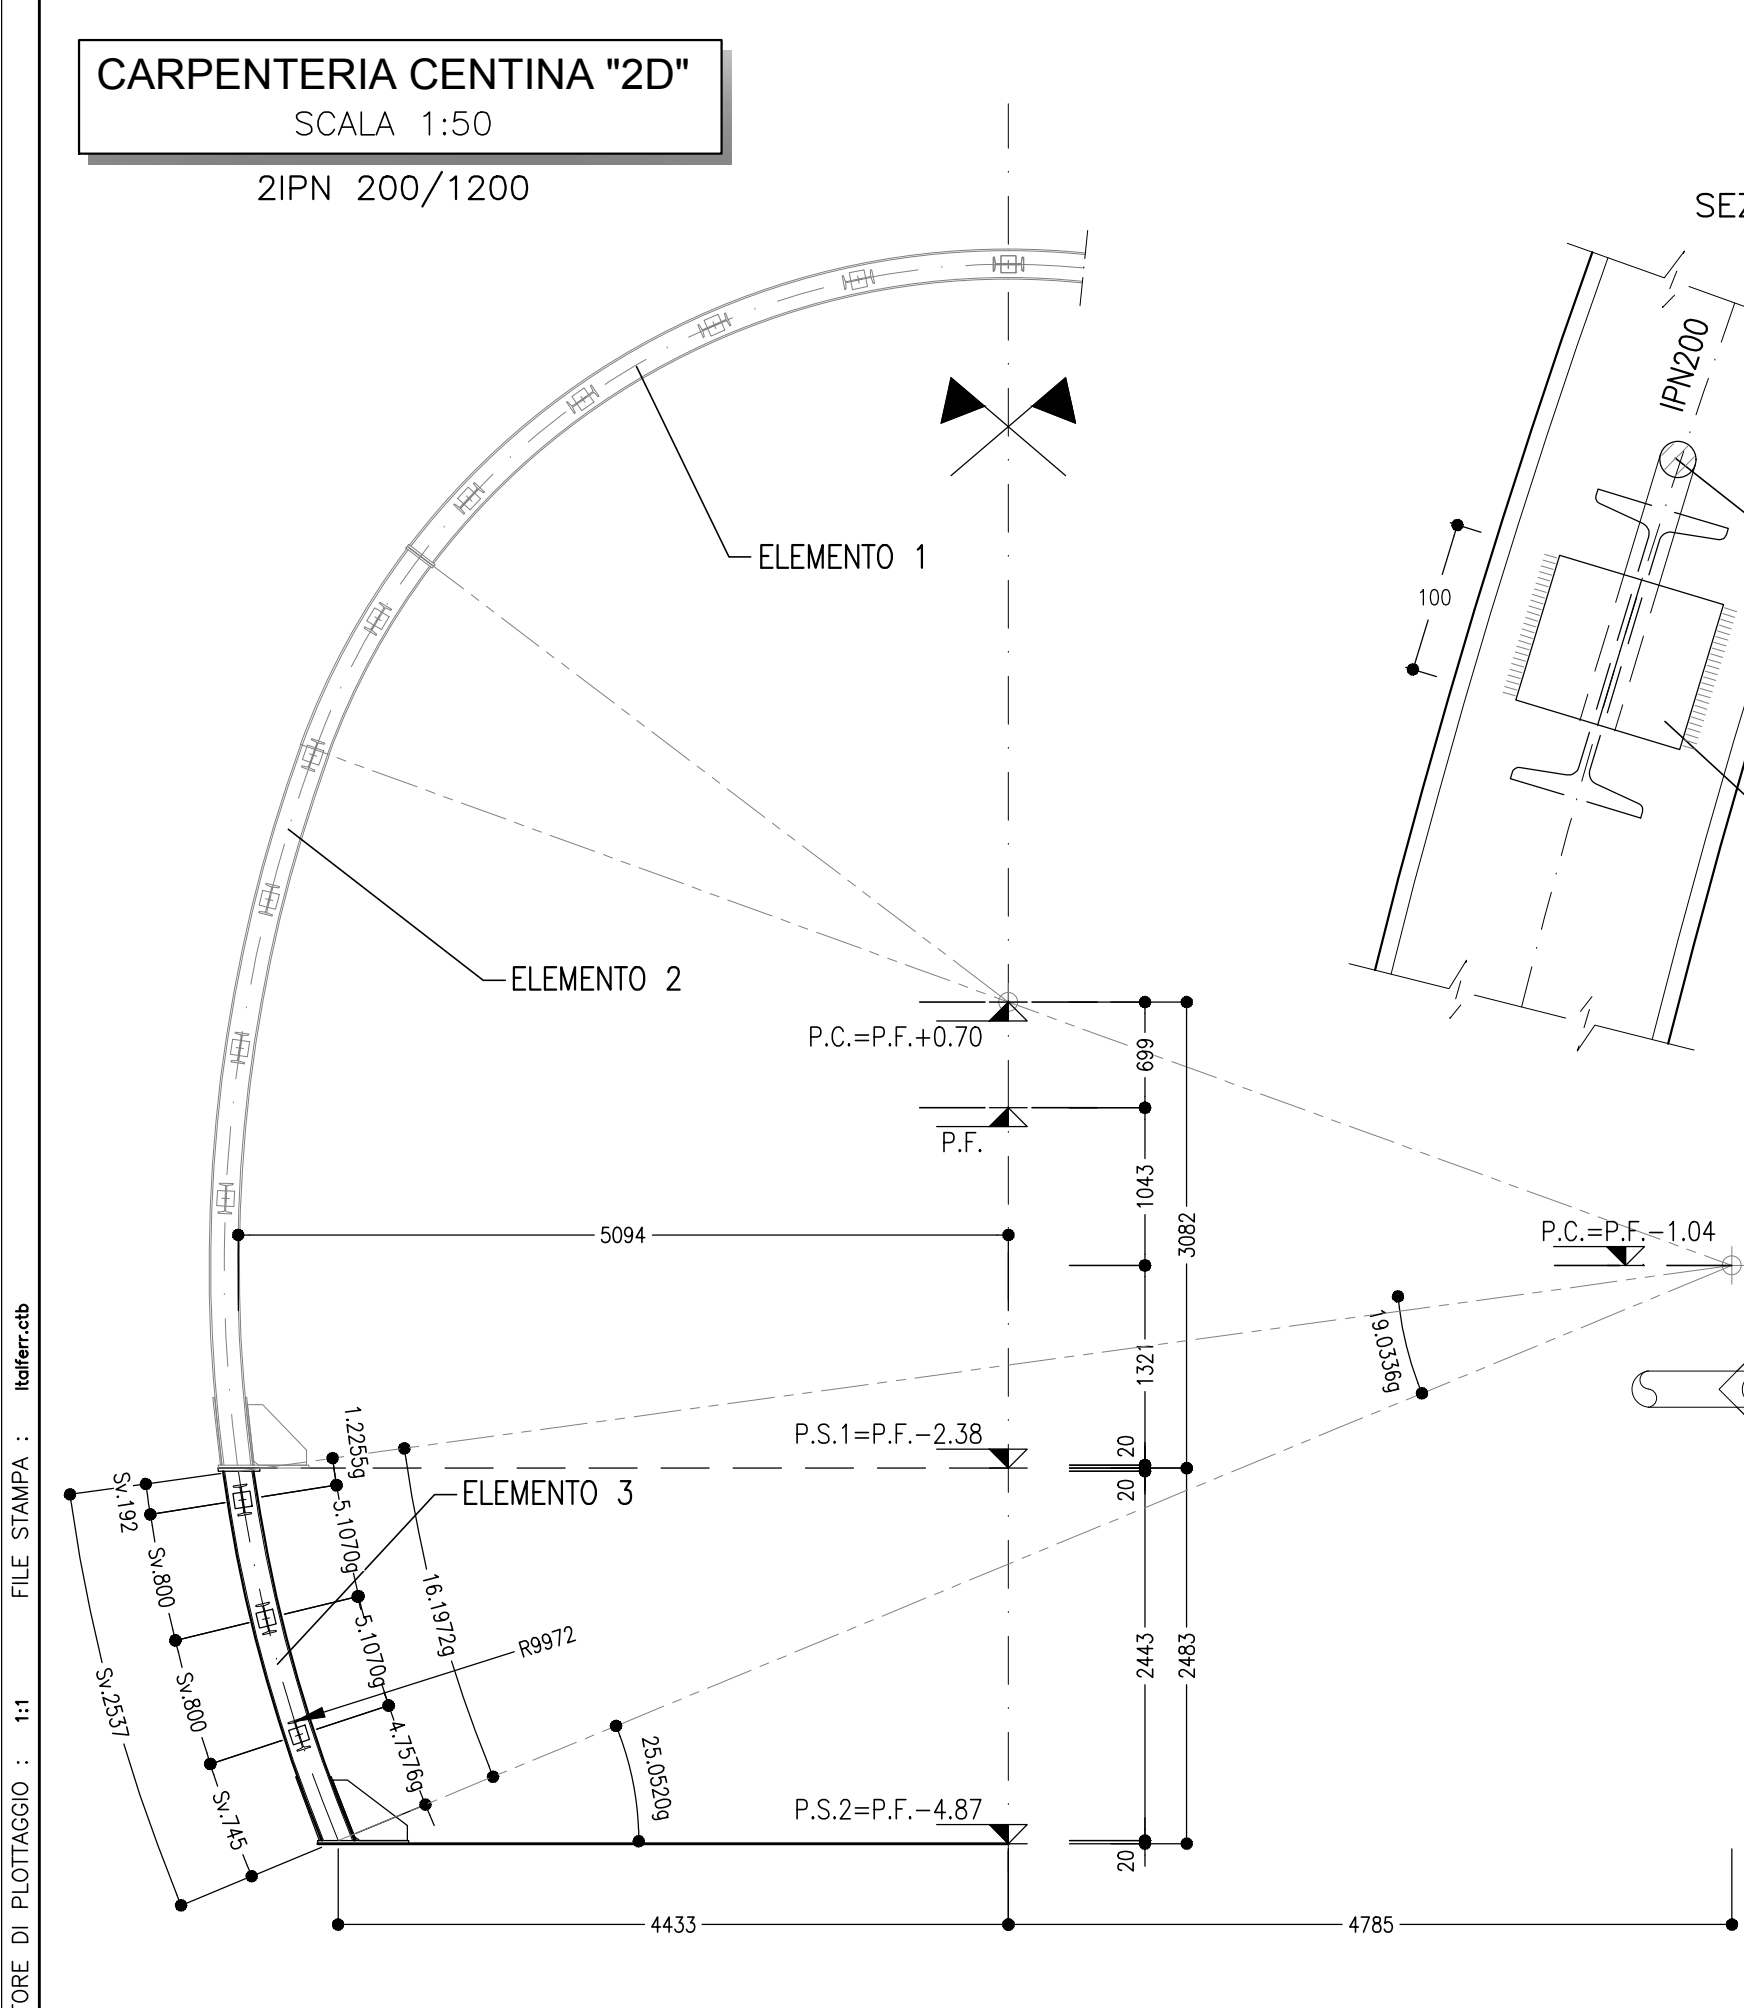 CARPENTERIA CENTINA "2D"
SCALA 1:50
2IPN 200/1200
IPN200
100
ELEMENTO 1
ELEMENTO 2
P.C.=P.F.+0.70
699
P.F.
1043
3082
5094
P.C.=P.F.-1.04
19.0336g
1321
P.S.1=P.F.-2.38
20
20
1.2255g
ELEMENTO 3
Sv.192
5.1070g
Sv.800
16.1972g
5.1070g
R9972
Sv.2537
Sv.800
4.7576g
2443
2483
25.0520g
P.S.2=P.F.-4.87
Sv.745
20
4433
4785
FILE STAMPA : Italferr.ctb
DI PLOTTAGGIO : 1:1